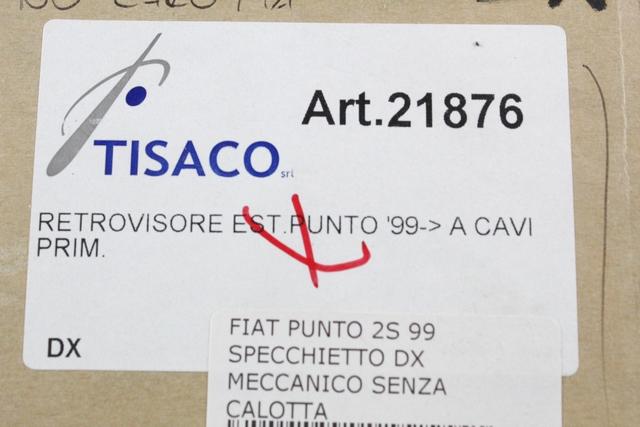 Art.21876
TISACO srl
RETROVISORE EST.PUNTO '99-> A CAVI
PRIM.
DX
FIAT PUNTO 2S 99
SPECCHIETTO DX
MECCANICO SENZA
CALOTTA